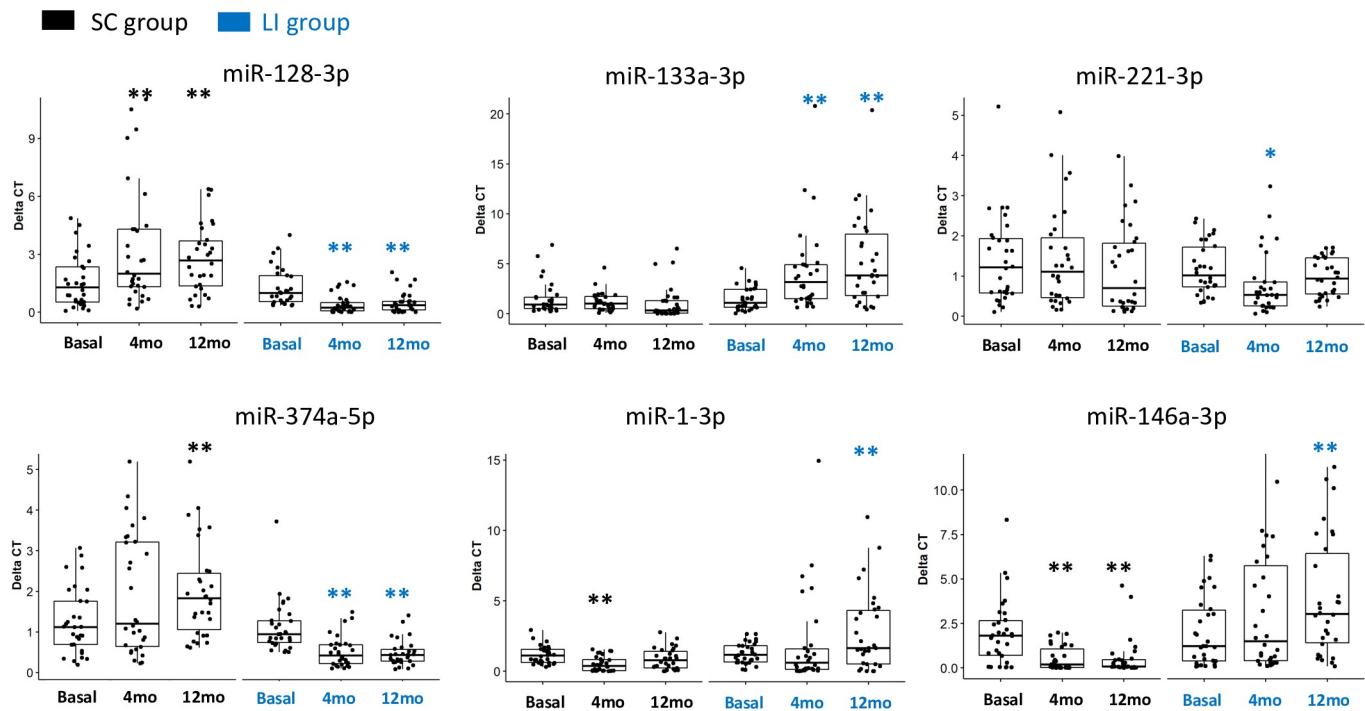 SC group LI group
miR-128-3p miR-133a-3p miR-221-3p
** ** ** ** ** ** *
Delta CT Delta CT Delta CT
9 6 3 0
20 15 10 5 0
5 4 3 2 1 0
Basal 4mo 12mo Basal 4mo 12mo Basal 4mo 12mo Basal 4mo 12mo Basal 4mo 12mo Basal 4mo 12mo
miR-374a-5p miR-1-3p miR-146a-3p
** ** ** ** ** ** ** **
Delta CT Delta CT Delta CT
5 4 3 2 1 0
15 10 5 0
10.0 7.5 5.0 2.5 0.0
Basal 4mo 12mo Basal 4mo 12mo Basal 4mo 12mo Basal 4mo 12mo Basal 4mo 12mo Basal 4mo 12mo